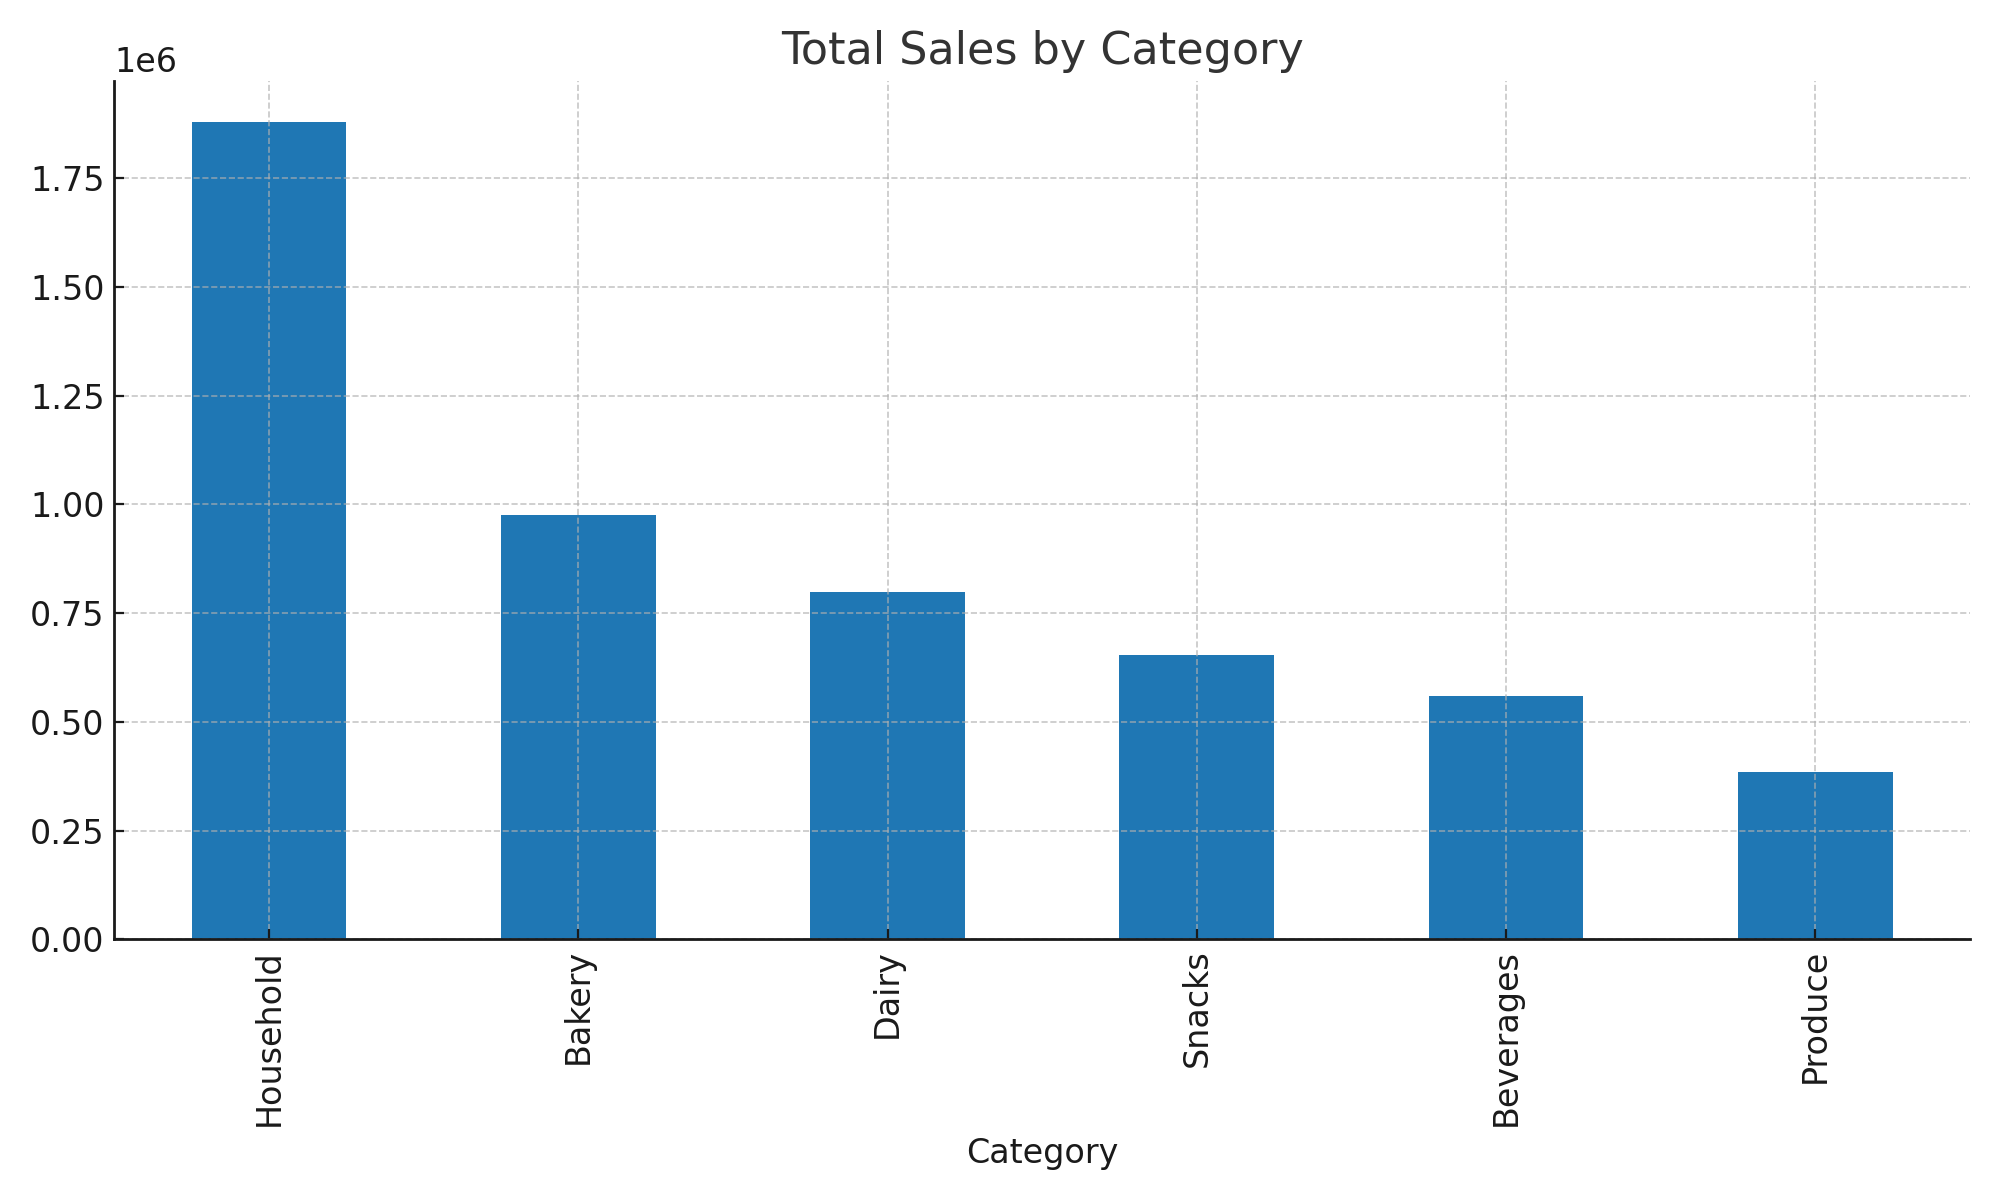 Total Sales by Category
1e6
1.75
1.50
1.25
1.00
0.75
0.50
0.25
0.00
Household
Bakery
Dairy
Snacks
Beverages
Produce
Category